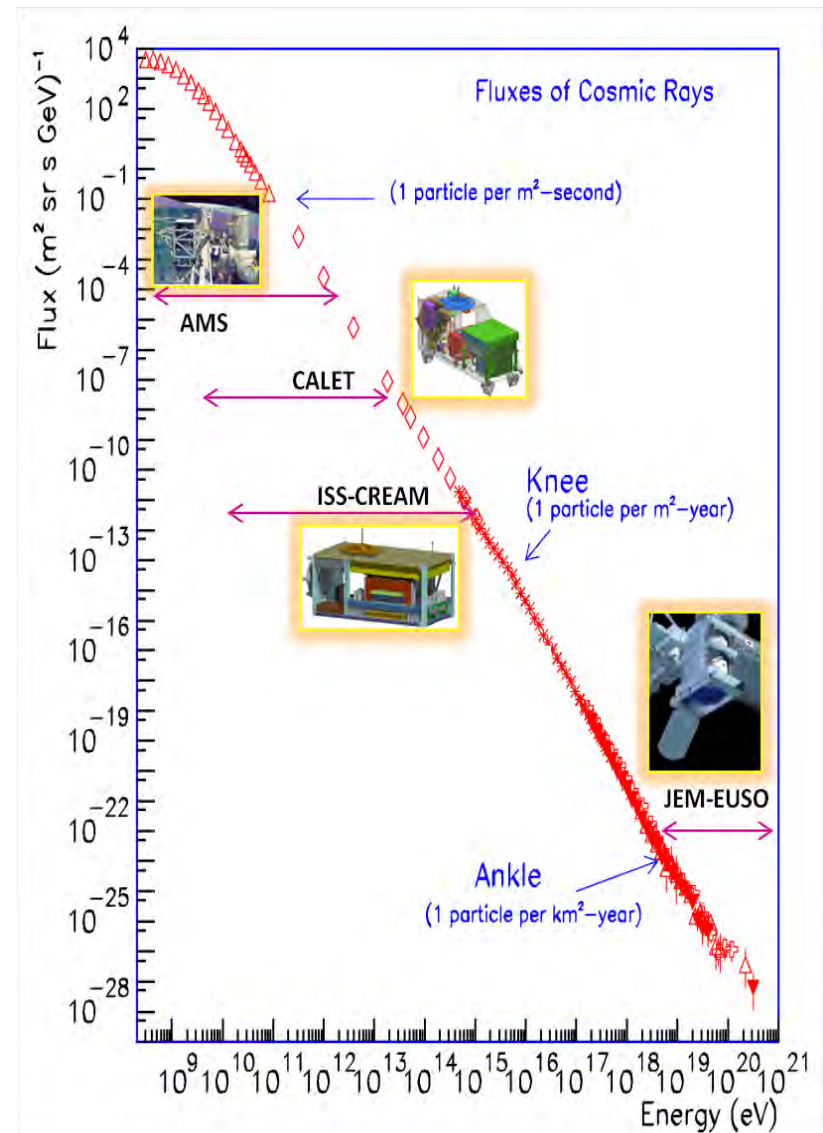 Fluxes of Cosmic Rays
(1 particle per m²−second)
AMS
CALET
ISS-CREAM
Knee
(1 particle per m²−year)
JEM-EUSO
Ankle
(1 particle per km²−year)
Flux (m² sr s GeV)⁻¹
10⁴
10²
10⁻¹
10⁻⁴
10⁻⁷
10⁻¹⁰
10⁻¹³
10⁻¹⁶
10⁻¹⁹
10⁻²²
10⁻²⁵
10⁻²⁸
10⁹ 10¹⁰ 10¹¹ 10¹² 10¹³ 10¹⁴ 10¹⁵ 10¹⁶ 10¹⁷ 10¹⁸ 10¹⁹ 10²⁰ 10²¹
Energy (eV)